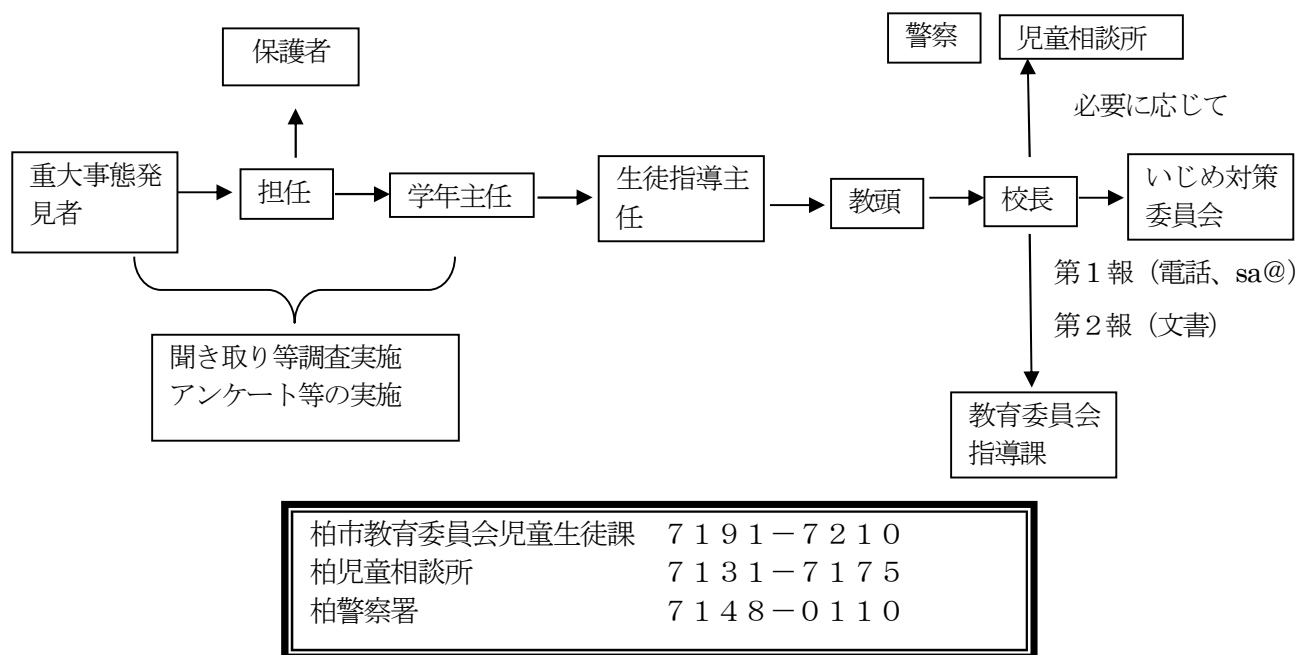 警察
児童相談所
保護者
必要に応じて
重大事態発
見者
担任
学年主任
生徒指導主
任
教頭
校長
いじめ対策
委員会
第１報（電話、sa@）
第２報（文書）
聞き取り等調査実施
アンケート等の実施
教育委員会
指導課
柏市教育委員会児童生徒課　７１９１－７２１０
柏児童相談所　７１３１－７１７５
柏警察署　７１４８－０１１０